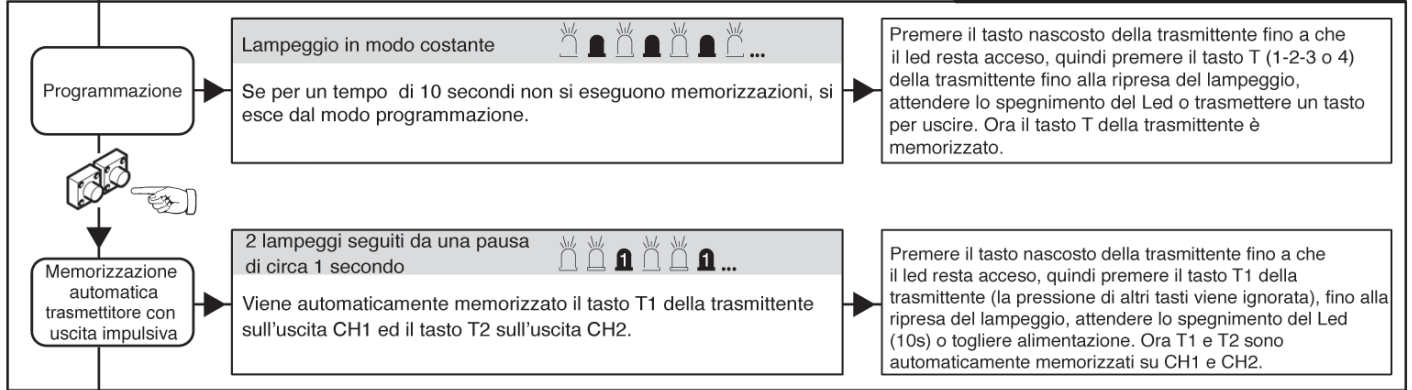 Programmazione
Lampeggio in modo costante
...
Se per un tempo di 10 secondi non si eseguono memorizzazioni, si
esce dal modo programmazione.
Premere il tasto nascosto della trasmittente fino a che
il led resta acceso, quindi premere il tasto T (1-2-3 o 4)
della trasmittente fino alla ripresa del lampeggio,
attendere lo spegnimento del Led o trasmettere un tasto
per uscire. Ora il tasto T della trasmittente è
memorizzato.
Memorizzazione
automatica
trasmettitore con
uscita impulsiva
2 lampeggi seguiti da una pausa
di circa 1 secondo
1 1 ...
Viene automaticamente memorizzato il tasto T1 della trasmittente
sull'uscita CH1 ed il tasto T2 sull'uscita CH2.
Premere il tasto nascosto della trasmittente fino a che
il led resta acceso, quindi premere il tasto T1 della
trasmittente (la pressione di altri tasti viene ignorata), fino alla
ripresa del lampeggio, attendere lo spegnimento del Led
(10s) o togliere alimentazione. Ora T1 e T2 sono
automaticamente memorizzati su CH1 e CH2.